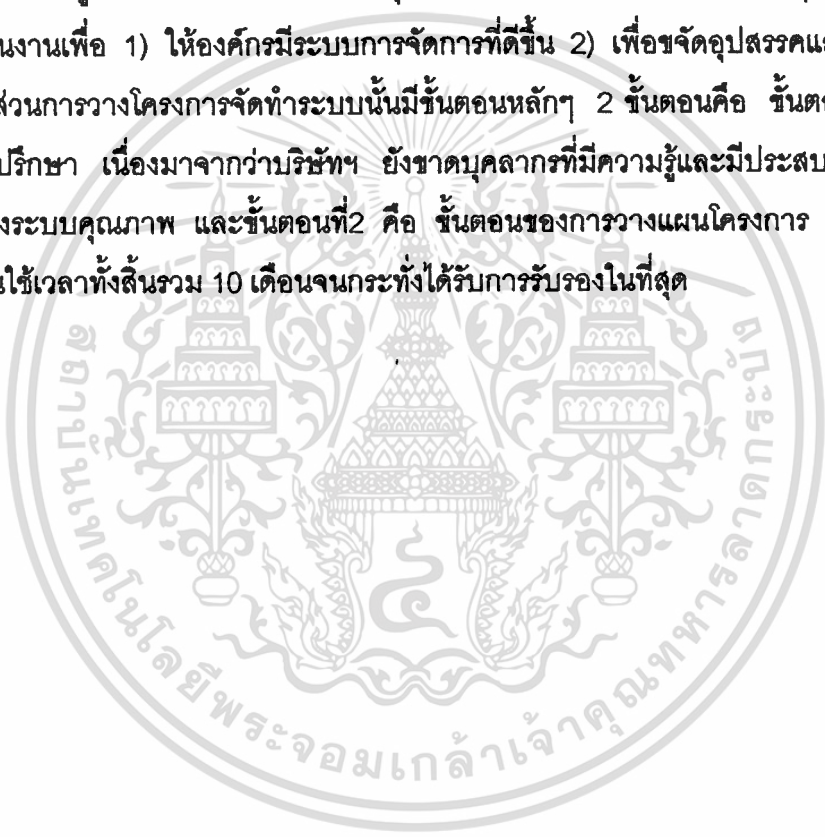 นงานเพื่อ 1) ให้องค์กรมีระบบการจัดการที่ดีขึ้น 2) เพื่อขจัดอุปสรรคแล
ส่วนการวางโครงการจัดทำระบบนั้นมีขั้นตอนหลักๆ 2 ขั้นตอนคือ ขั้นตอ
ปรึกษา เนื่องมาจากว่าบริษัทฯ ยังขาดบุคลากรที่มีความรู้และมีประสบ
งระบบคุณภาพ และขั้นตอนที่2 คือ ขั้นตอนของการวางแผนโครงการ
นใช้เวลาทั้งสิ้นรวม 10 เดือนจนกระทั่งได้รับการรับรองในที่สุด
สถาบันเทคโนโลยีพระจอมเกล้าเจ้าคุณทหารลาดกระบัง